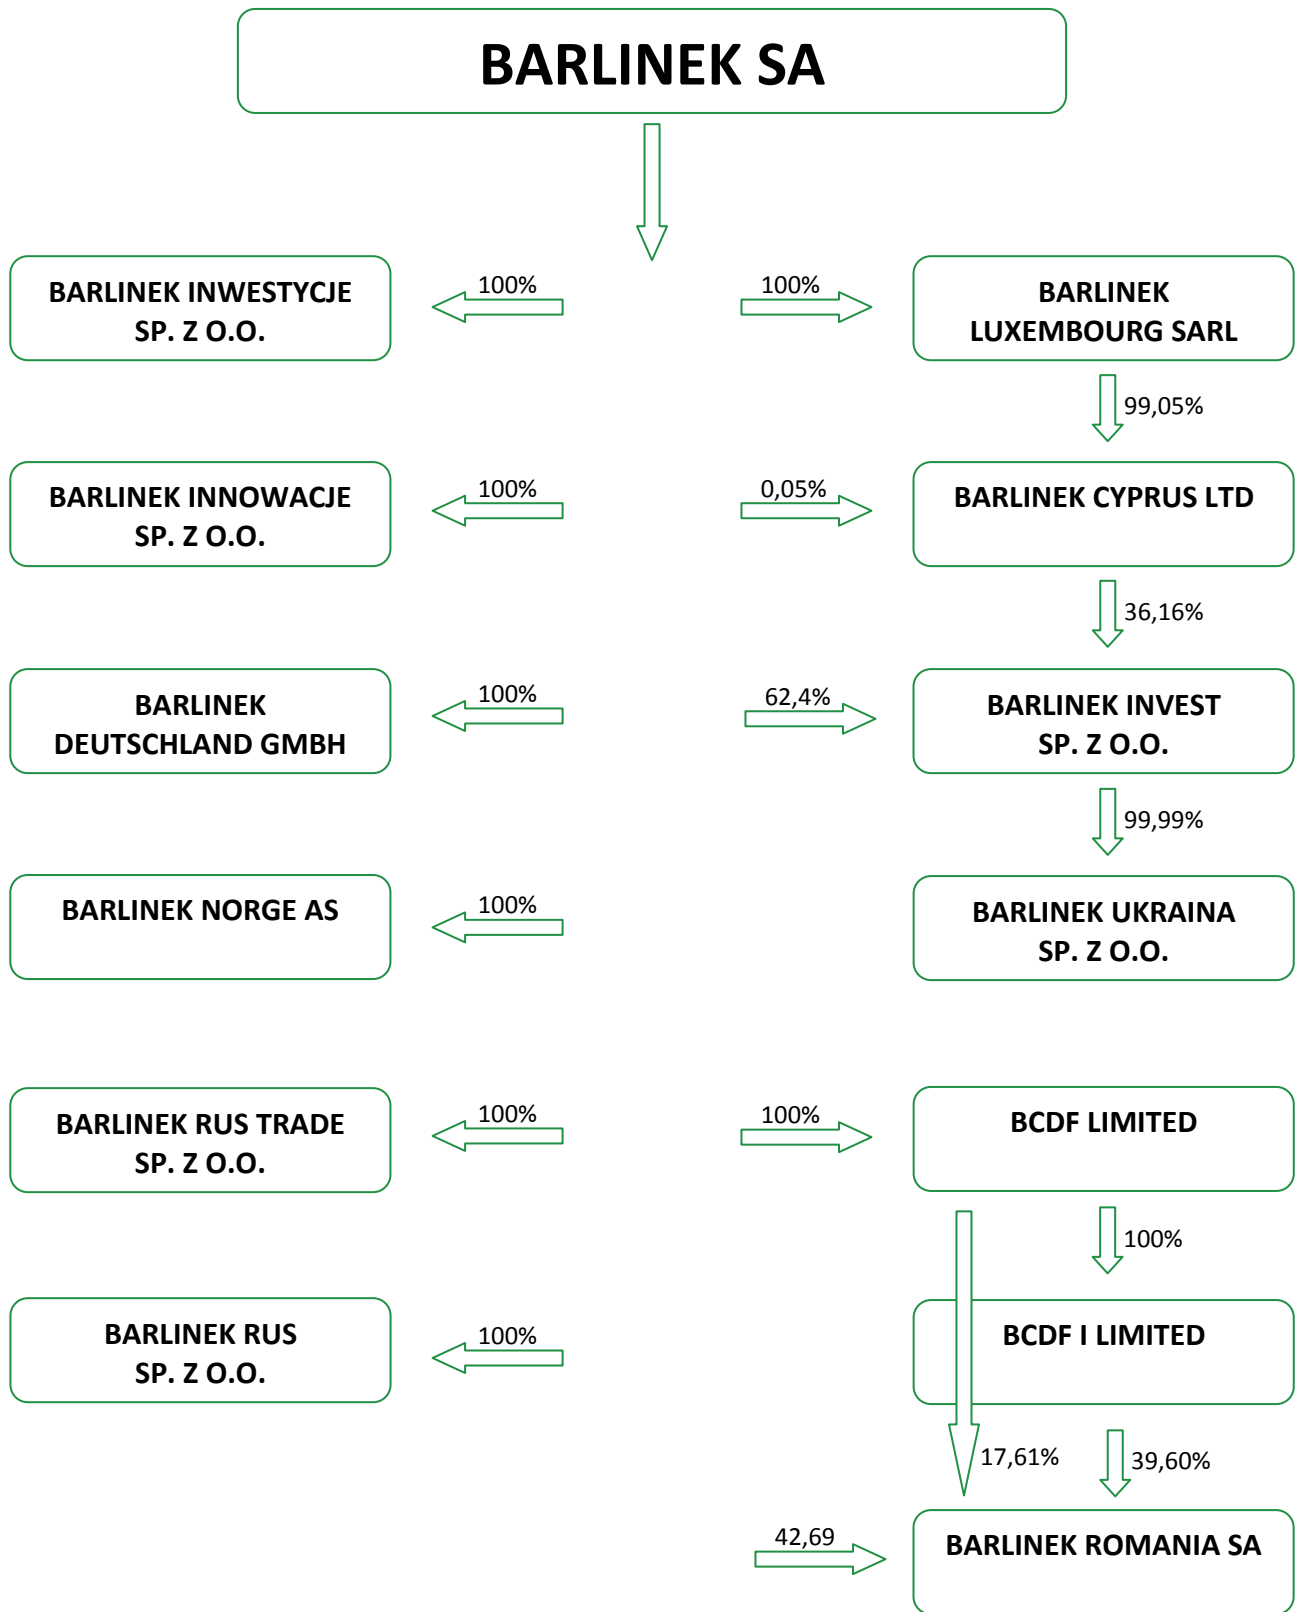 BARLINEK SA
100%
100%
BARLINEK INWESTYCJE
SP. Z O.O.
BARLINEK
LUXEMBOURG SARL
99,05%
BARLINEK INNOWACJE
SP. Z O.O.
100%
0,05%
BARLINEK CYPRUS LTD
36,16%
BARLINEK
DEUTSCHLAND GMBH
100%
62,4%
BARLINEK INVEST
SP. Z O.O.
99,99%
BARLINEK NORGE AS
100%
BARLINEK UKRAINA
SP. Z O.O.
BARLINEK RUS TRADE
SP. Z O.O.
100%
100%
BCDF LIMITED
100%
BARLINEK RUS
SP. Z O.O.
100%
BCDF I LIMITED
17,61%
39,60%
42,69
BARLINEK ROMANIA SA